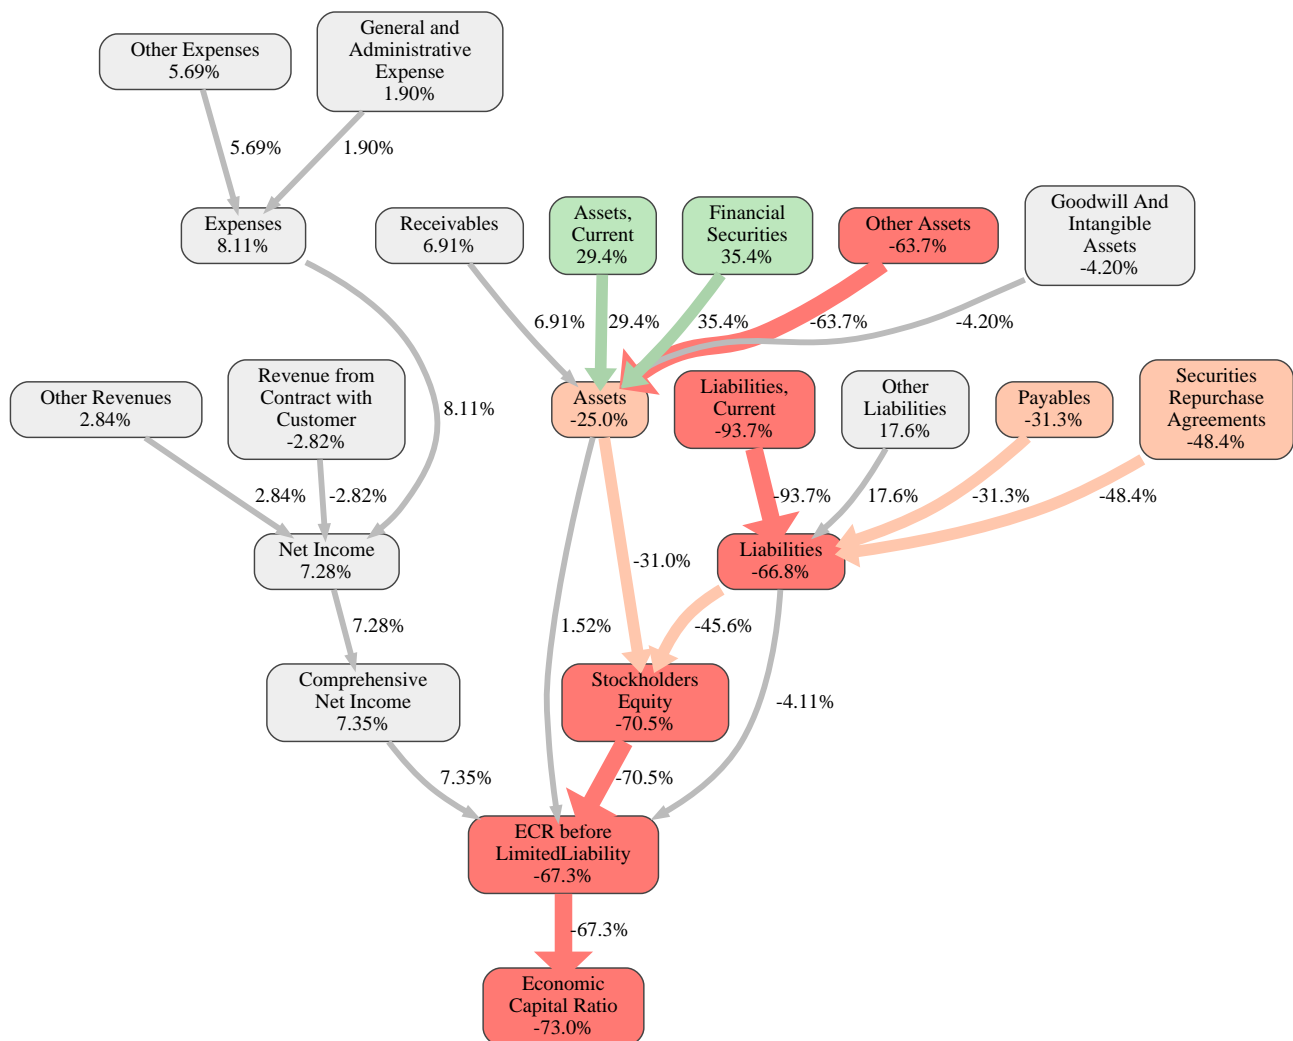 Other Expenses
5.69%
General and
Administrative
Expense
1.90%
5.69%
1.90%
Expenses
8.11%
Receivables
6.91%
Assets,
Current
29.4%
Financial
Securities
35.4%
Other Assets
-63.7%
Goodwill And
Intangible
Assets
-4.20%
6.91%
29.4%
35.4%
-63.7%
-4.20%
Other Revenues
2.84%
Revenue from
Contract with
Customer
-2.82%
8.11%
Assets
-25.0%
Liabilities,
Current
-93.7%
Other
Liabilities
17.6%
Payables
-31.3%
Securities
Repurchase
Agreements
-48.4%
2.84%
-2.82%
-93.7%
17.6%
-31.3%
-48.4%
Net Income
7.28%
-31.0%
Liabilities
-66.8%
7.28%
1.52%
-45.6%
Comprehensive
Net Income
7.35%
Stockholders
Equity
-70.5%
-4.11%
7.35%
-70.5%
ECR before
LimitedLiability
-67.3%
-67.3%
Economic
Capital Ratio
-73.0%